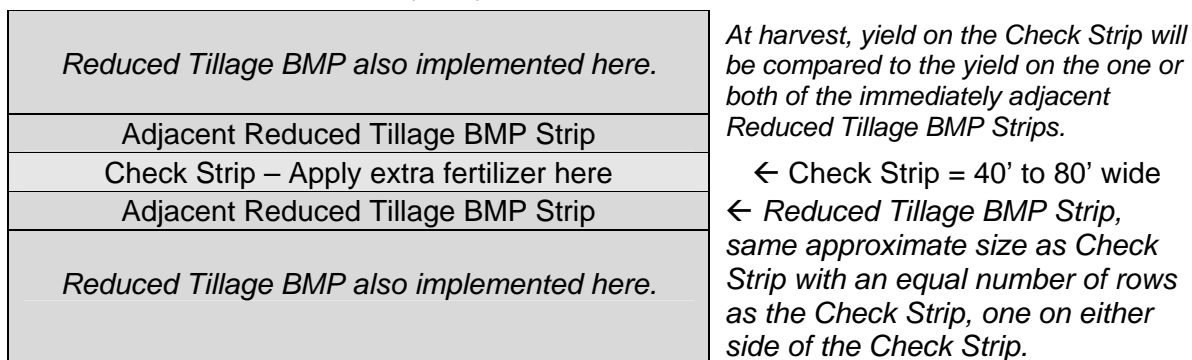 Reduced Tillage BMP also implemented here.
Adjacent Reduced Tillage BMP Strip
Check Strip – Apply extra fertilizer here
Adjacent Reduced Tillage BMP Strip
Reduced Tillage BMP also implemented here.
At harvest, yield on the Check Strip will
be compared to the yield on the one or
both of the immediately adjacent
Reduced Tillage BMP Strips.
← Check Strip = 40' to 80' wide
← Reduced Tillage BMP Strip,
same approximate size as Check
Strip with an equal number of rows
as the Check Strip, one on either
side of the Check Strip.